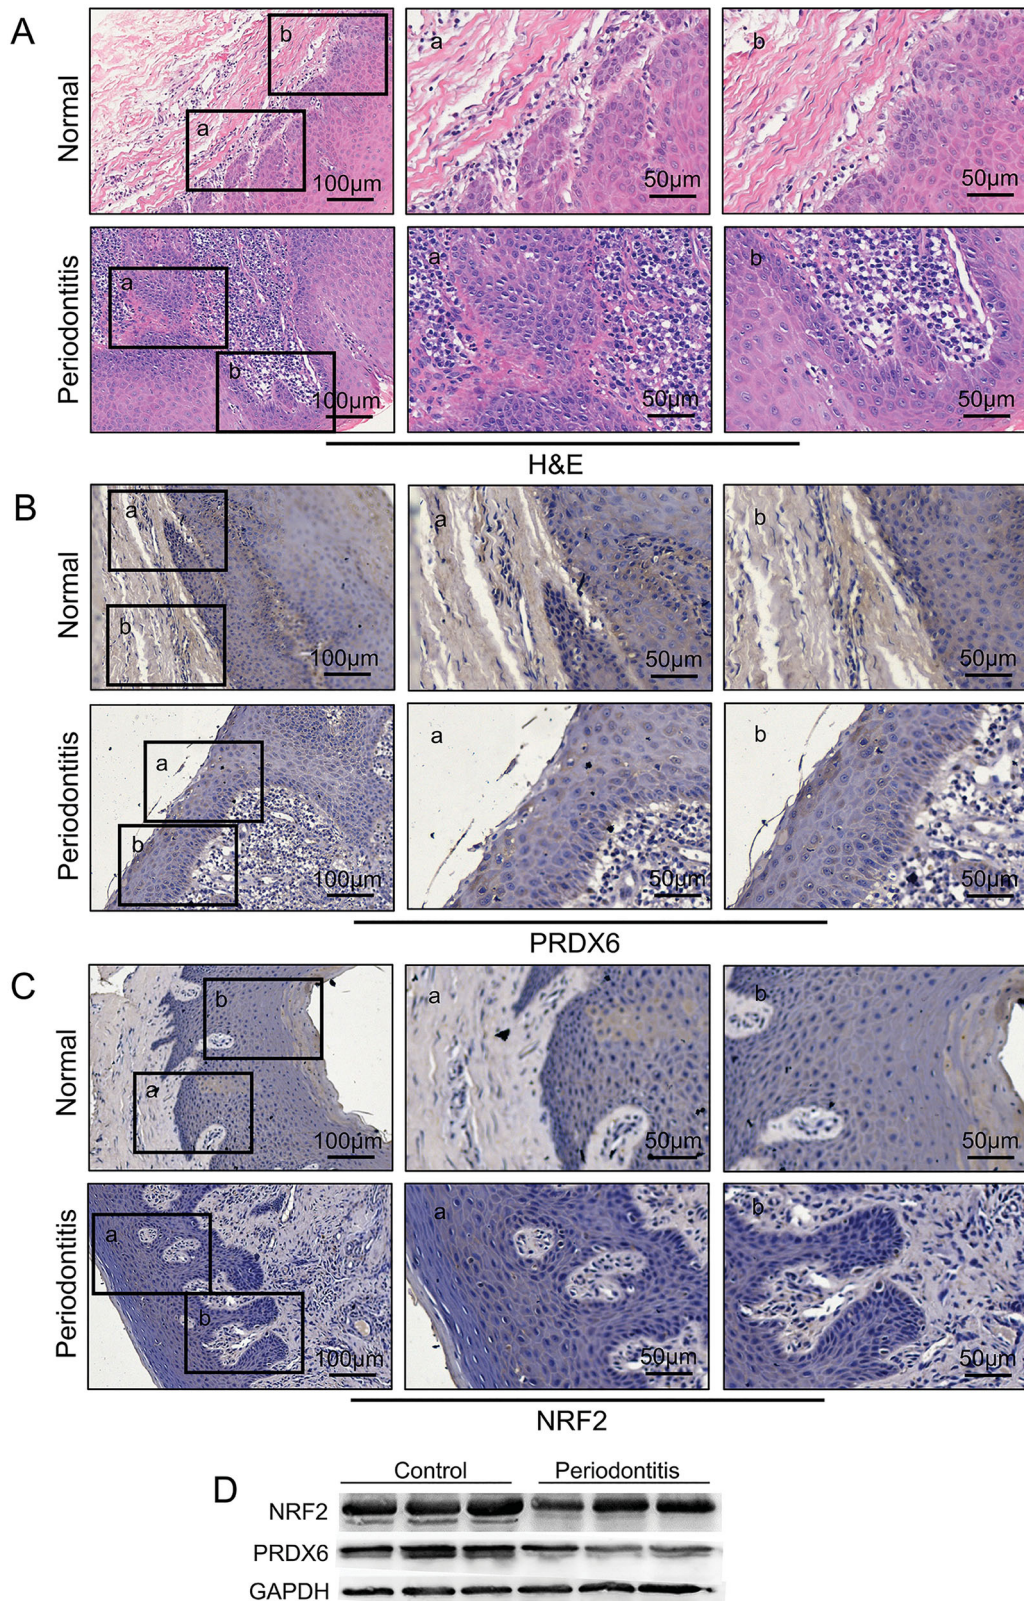 A
Normal
b
a
100μm
a
50μm
b
50μm
Periodontitis
a
b
100μm
a
50μm
b
50μm
H&E
B
Normal
a
b
100μm
a
50μm
b
50μm
Periodontitis
a
b
100μm
a
50μm
b
50μm
PRDX6
C
Normal
b
a
100μm
a
50μm
b
50μm
Periodontitis
a
b
100μm
a
50μm
b
50μm
NRF2
D
Control Periodontitis
NRF2
PRDX6
GAPDH